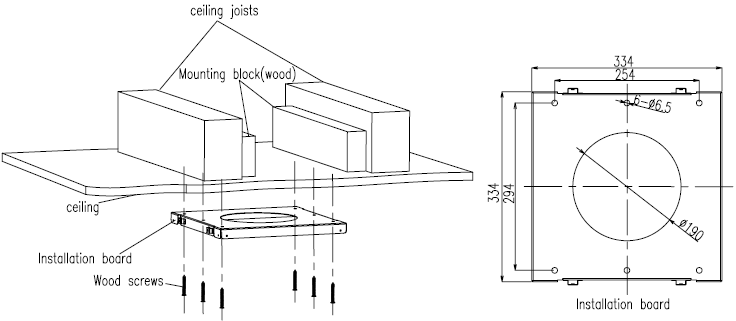 ceiling joists
Mounting block(wood)
ceiling
Installation board
Wood screws
334
254
6-Ø6.5
334
294
Ø190
Installation board